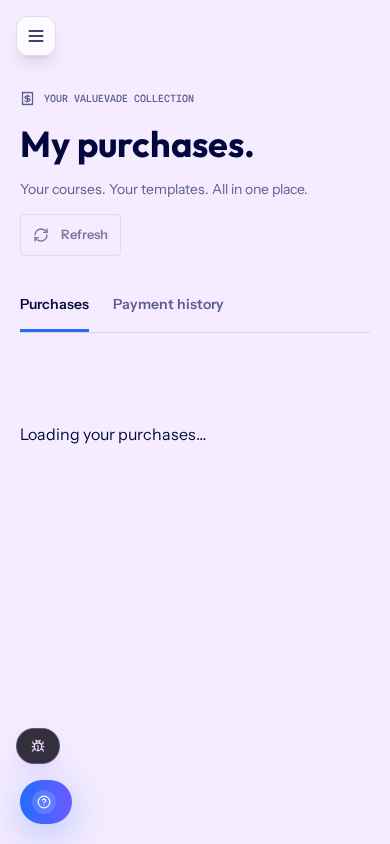 YOUR VALUEVADE COLLECTION
My purchases.
Your courses. Your templates. All in one place.
Refresh
Purchases Payment history
Loading your purchases...